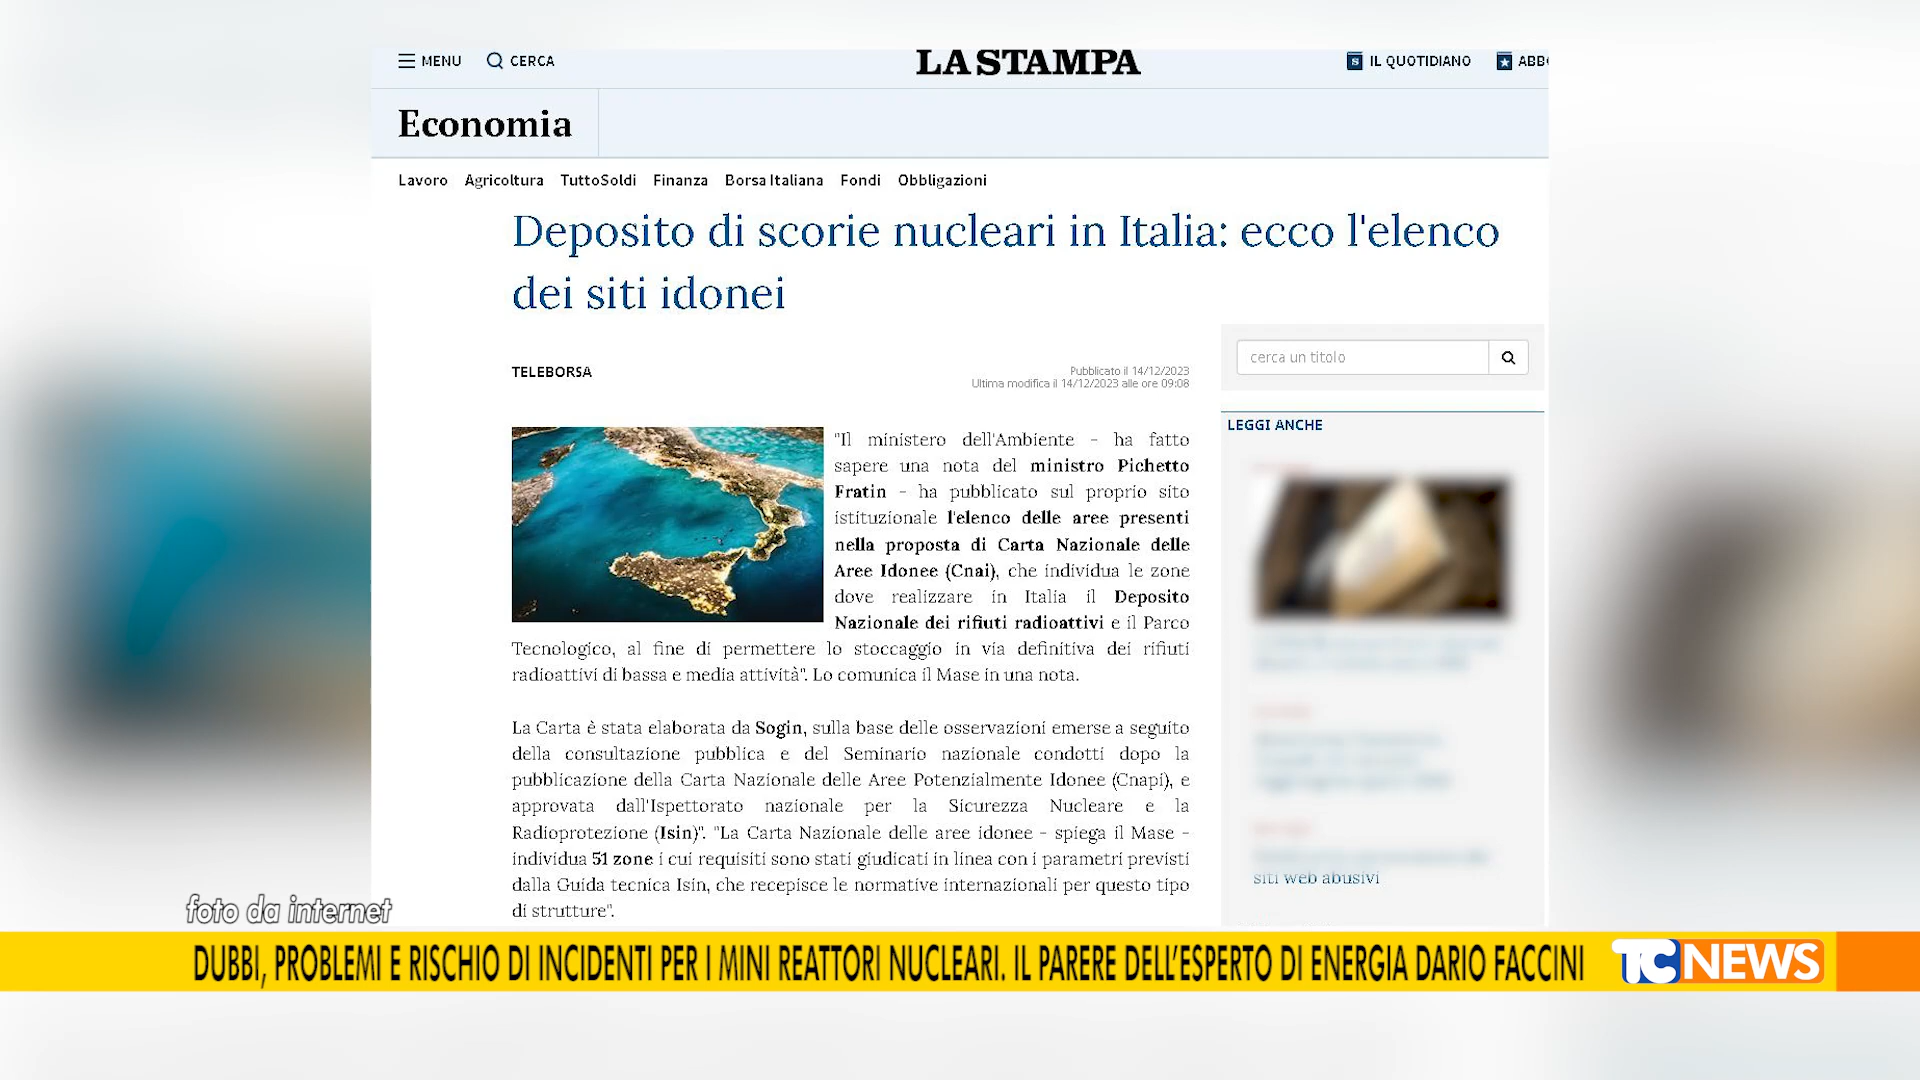 MENU
CERCA
LA STAMPA
IL QUOTIDIANO
Economia
Lavoro Agricoltura TuttoSoldi Finanza Borsa Italiana Fondi Obbligazioni
Deposito di scorie nucleari in Italia: ecco l'elenco
dei siti idonei
TELEBORSA
Pubblicato il 14/12/2023
Ultima modifica il 14/12/2023 alle ore 09:08
"Il ministero dell'Ambiente - ha fatto
sapere una nota del ministro Pichetto
Fratin - ha pubblicato sul proprio sito
istituzionale l'elenco delle aree presenti
nella proposta di Carta Nazionale delle
Aree Idonee (Cnai), che individua le zone
dove realizzare in Italia il Deposito
Nazionale dei rifiuti radioattivi e il Parco
Tecnologico, al fine di permettere lo stoccaggio in via definitiva dei rifiuti
radioattivi di bassa e media attività". Lo comunica il Mase in una nota.
La Carta è stata elaborata da Sogin, sulla base delle osservazioni emerse a seguito
della consultazione pubblica e del Seminario nazionale condotti dopo la
pubblicazione della Carta Nazionale delle Aree Potenzialmente Idonee (Cnapi), e
approvata dall'Ispettorato nazionale per la Sicurezza Nucleare e la
Radioprotezione (Isin)". "La Carta Nazionale delle aree idonee - spiega il Mase -
individua 51 zone i cui requisiti sono stati giudicati in linea con i parametri previsti
dalla Guida tecnica Isin, che recepisce le normative internazionali per questo tipo
di strutture".
cerca un titolo
LEGGI ANCHE
siti web abusivi
foto da internet
DUBBI, PROBLEMI E RISCHIO DI INCIDENTI PER I MINI REATTORI NUCLEARI. IL PARERE DELL'ESPERTO DI ENERGIA DARIO FACCINI
TC NEWS